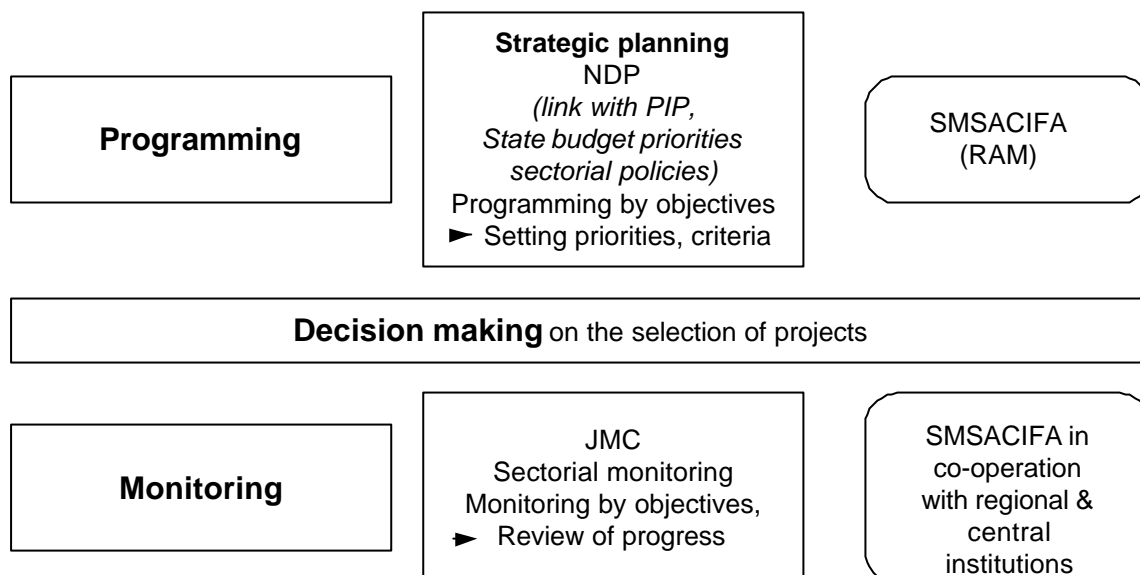 Programming
Strategic planning
NDP
(link with PIP,
State budget priorities
sectorial policies)
Programming by objectives
► Setting priorities, criteria
SMSACIFA
(RAM)
Decision making on the selection of projects
Monitoring
JMC
Sectorial monitoring
Monitoring by objectives,
► Review of progress
SMSACIFA in
co-operation
with regional &
central
institutions